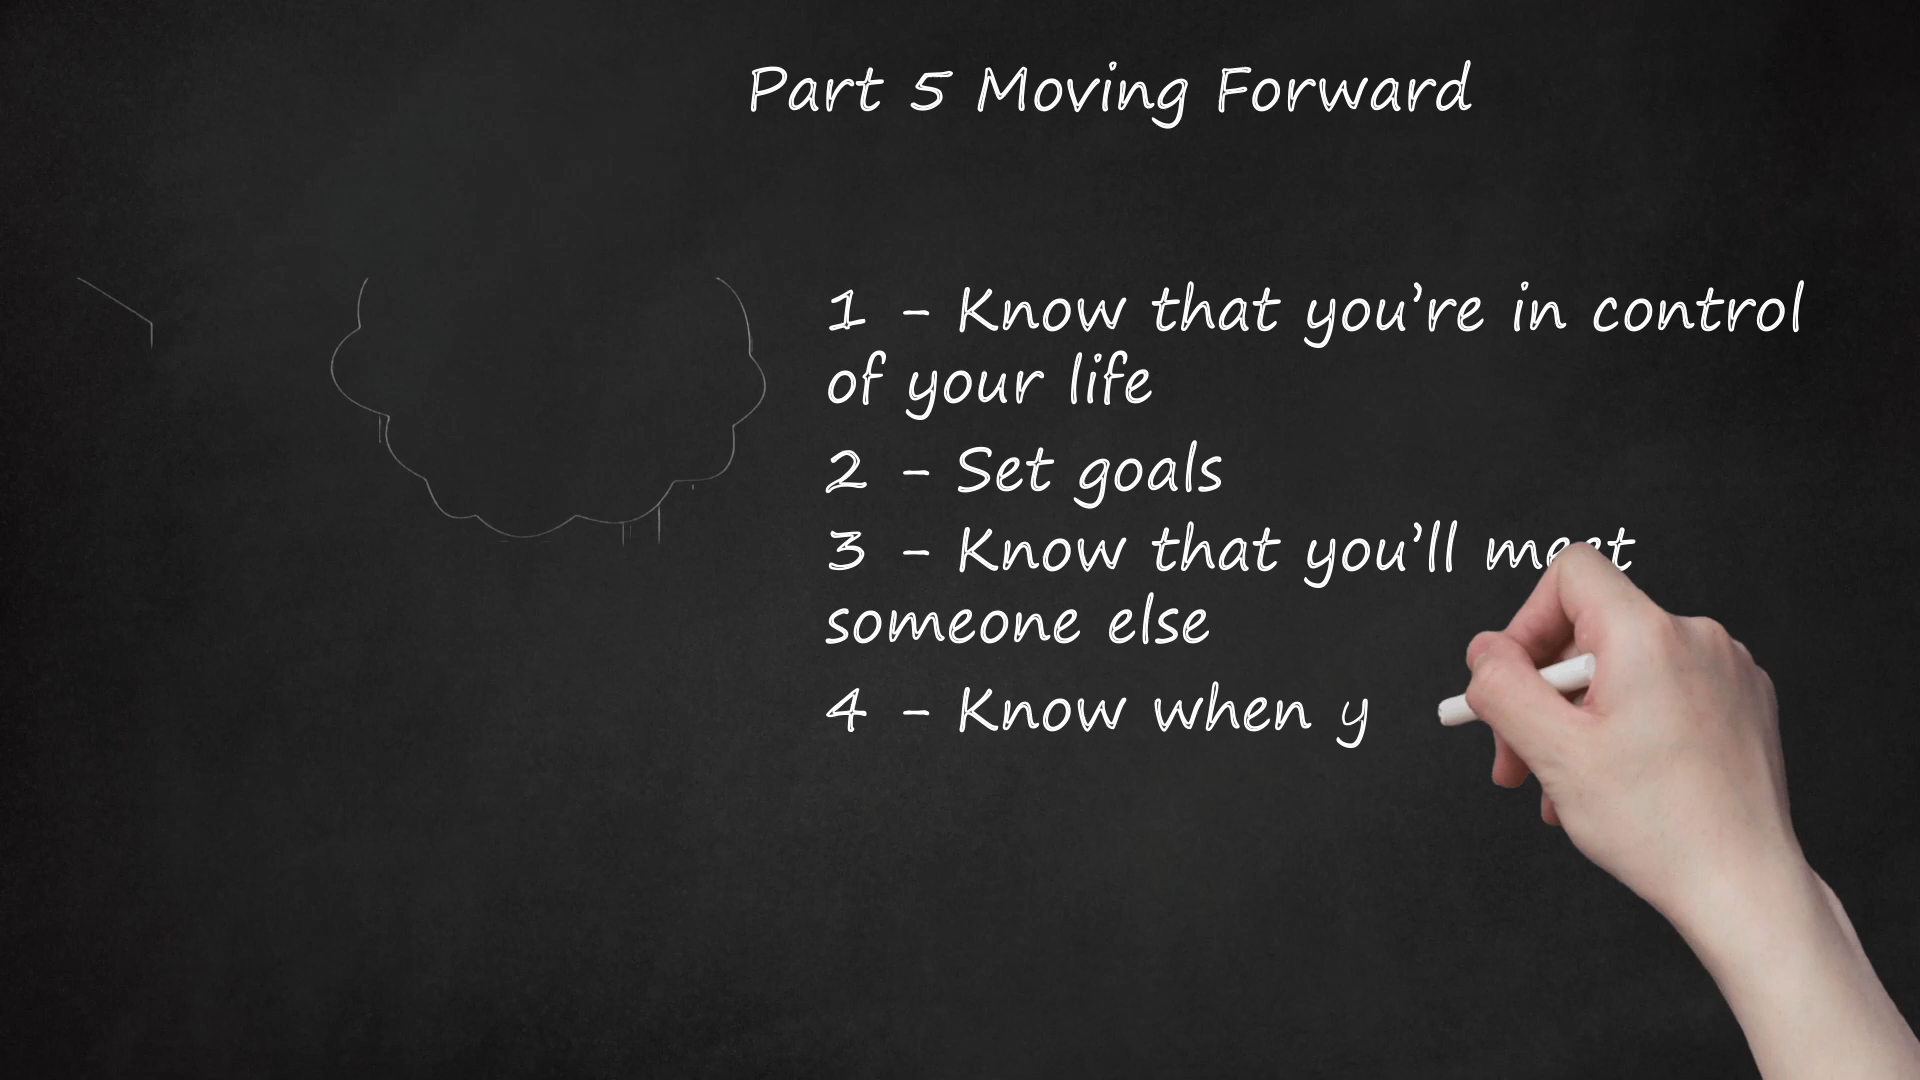 Part 5 Moving Forward
1 - Know that you’re in control
of your life
2 - Set goals
3 - Know that you’ll meet
someone else
4 - Know when y